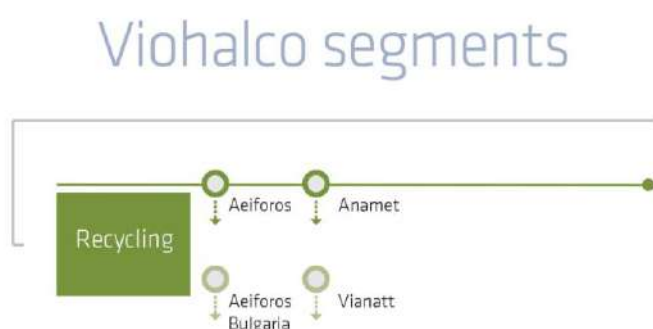 Viohalco segments
Recycling
Aeiforos
Anamet
Aeiforos
Bulgaria
Vianatt